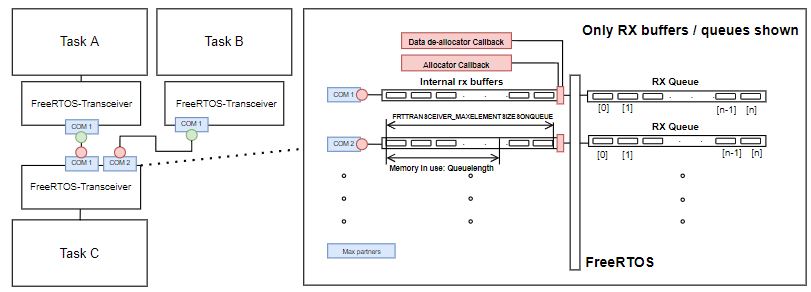 Task A
Task B
FreeRTOS-Transceiver
FreeRTOS-Transceiver
COM 1
COM 1
COM 1
COM 2
FreeRTOS-Transceiver
Task C
Only RX buffers / queues shown
Data de-allocator Callback
Allocator Callback
Internal rx buffers
RX Queue
COM 1
[0]
[1]
[n-1]
[n]
FRTTRAN8CEIVER_MAXELEMENT8IZE8ONQUEUE
RX Queue
COM 2
[0]
[1]
[n-1]
[n]
Memory in use: Queuelength
Max partners
FreeRTOS